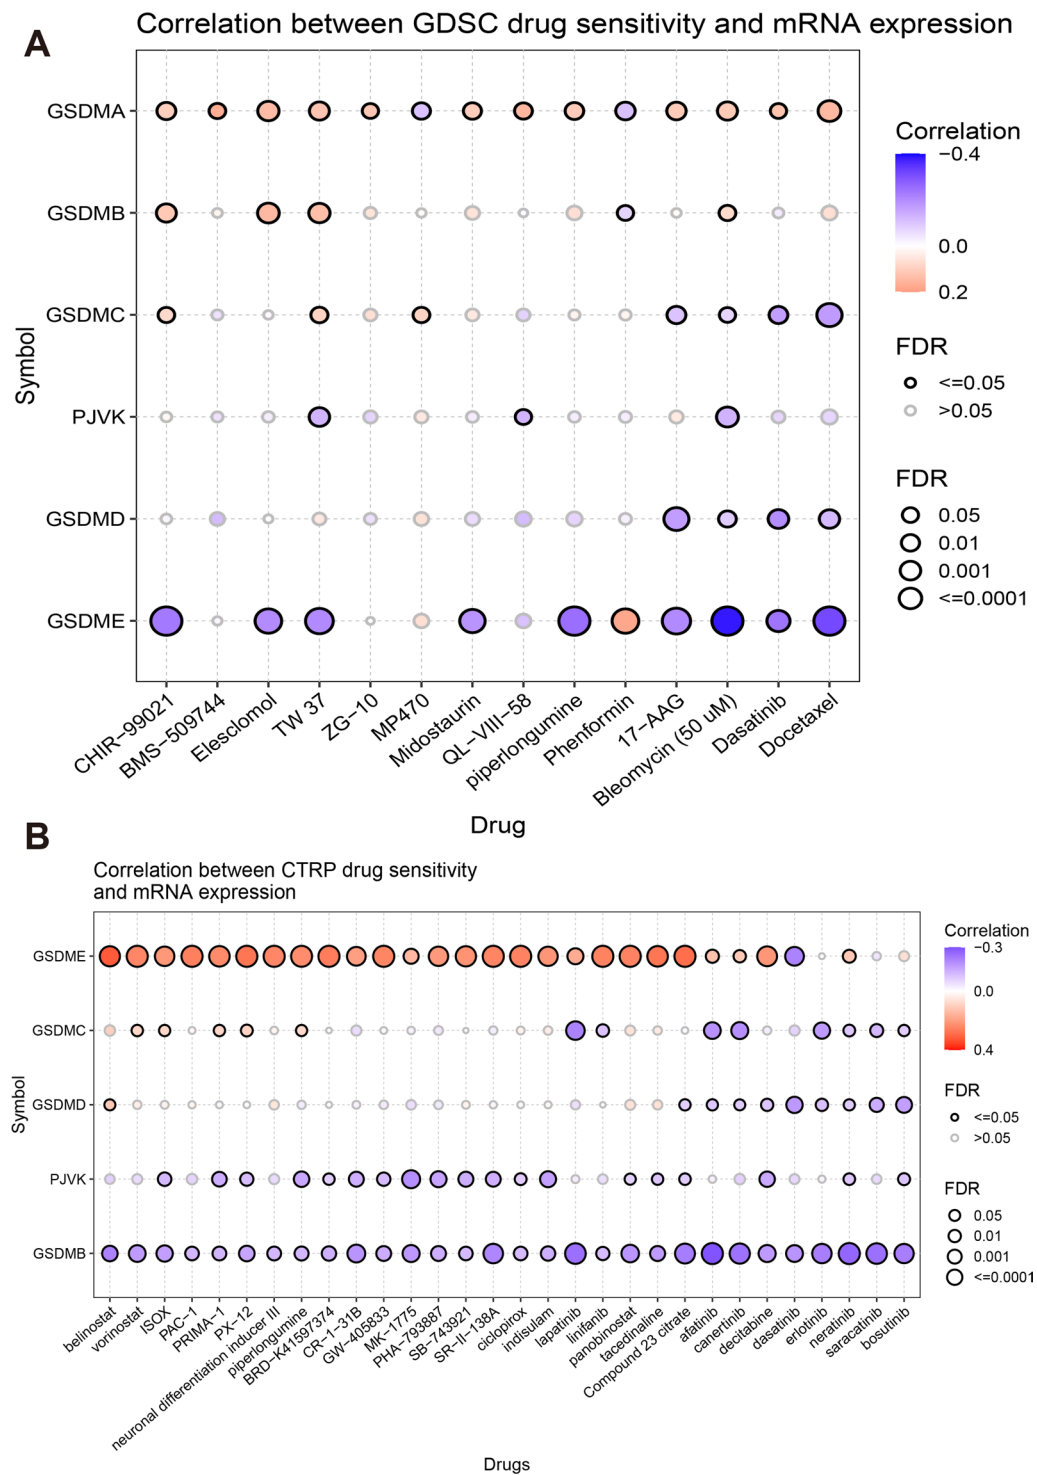 A
Correlation between GDSC drug sensitivity and mRNA expression
GSDMA
GSDMB
GSDMC
PJVK
GSDMD
GSDME
Symbol
CHIR−99021
BMS−509744
Elesclomol
TW 37
ZG−10
MP470
Midostaurin
QL−VIII−58
piperlongumine
Phenformin
17−AAG
Bleomycin (50 uM)
Dasatinib
Docetaxel
Drug
Correlation
−0.4
0.0
0.2
FDR
<=0.05
>0.05
FDR
0.05
0.01
0.001
<=0.0001
B
Correlation between CTRP drug sensitivity
and mRNA expression
GSDME
GSDMC
GSDMD
PJVK
GSDMB
Symbol
belinostat
vorinostat
ISOX
PAC−1
PRIMA−1
PX−12
neuronal differentiation inducer III
piperlongumine
BRD−K41597374
CR−1−31B
GW−405833
MK−1775
PHA−793887
SB−743921
SR−II−138A
ciclopirox
indisulam
lapatinib
linifanib
panobinostat
tacedinaline
Compound 23 citrate
afatinib
canertinib
decitabine
dasatinib
erlotinib
neratinib
saracatinib
bosutinib
Drugs
Correlation
−0.3
0.0
0.4
FDR
<=0.05
>0.05
FDR
0.05
0.01
0.001
<=0.0001